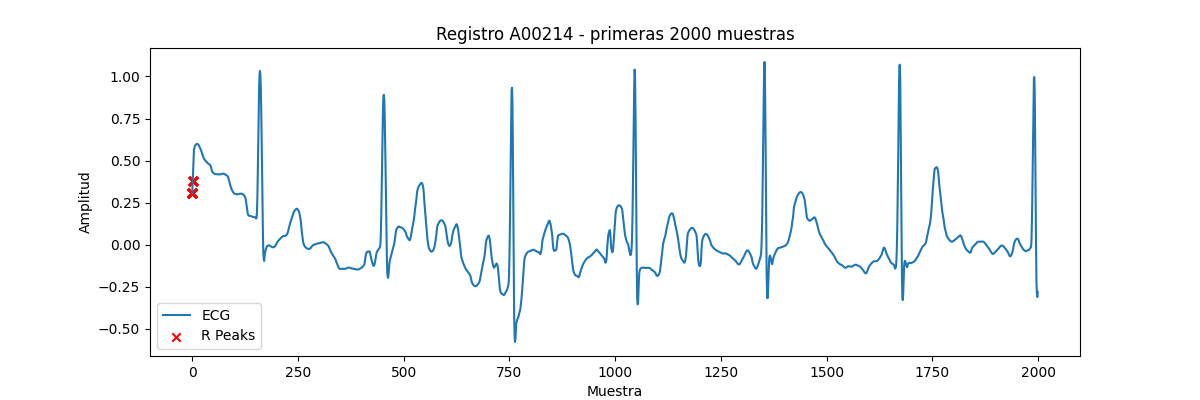 Registro A00214 - primeras 2000 muestras
Amplitud
1.00
0.75
0.50
0.25
0.00
−0.25
−0.50
ECG
R Peaks
0 250 500 750 1000 1250 1500 1750 2000
Muestra